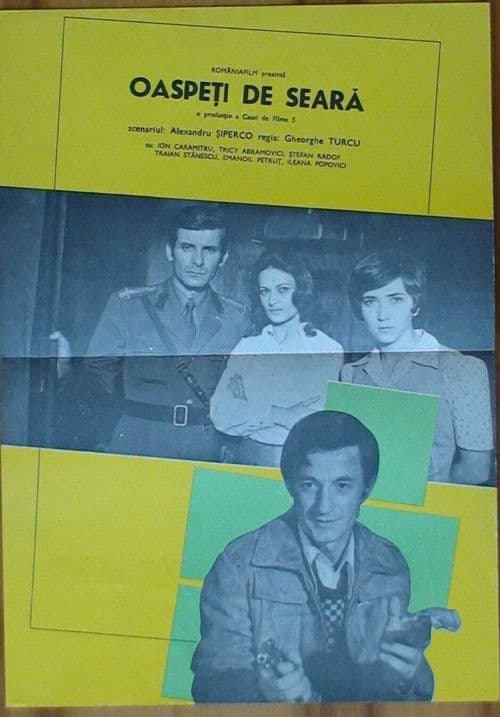 ROMÂNIAFILM prezintă
OASPEȚI DE SEARĂ
o producție a Casei de Filme 5
scenariul: Alexandru ȘIPERCO regia: Gheorghe TURCU
cu: ION CARAMITRU, TRICY ABRAMOVICI, ȘTEFAN RADOF
TRAIAN STĂNESCU, EMANOIL PETRUȚ, ILEANA POPOVICI